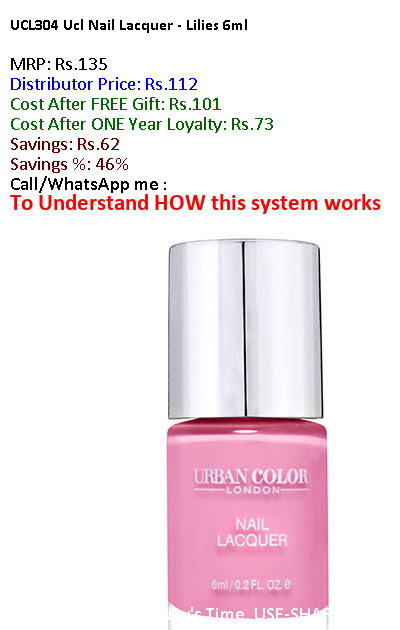 UCL304 Ucl Nail Lacquer - Lilies 6ml
MRP: Rs.135
Distributor Price: Rs.112
Cost After FREE Gift: Rs.101
Cost After ONE Year Loyalty: Rs.73
Savings: Rs.62
Savings %: 46%
Call/WhatsApp me :
To Understand HOW this system works
URBAN COLOR
LONDON
NAIL
LACQUER
6ml/0.2 FL. OZ. e
Time, USE-SHA